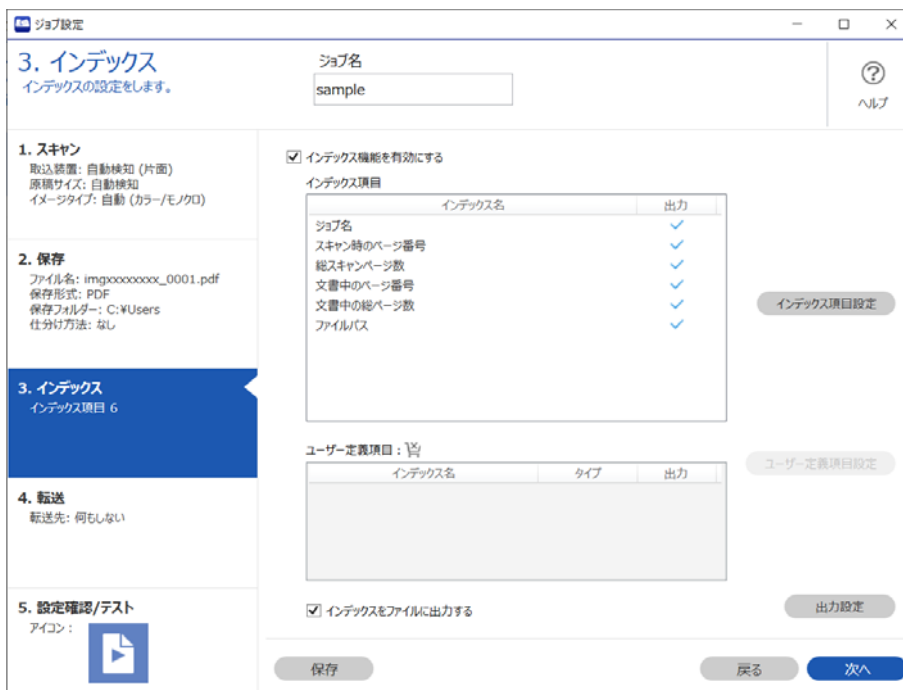 ジョブ設定
3. インデックス
インデックスの設定をします。
ジョブ名
sample
ヘルプ
1. スキャン
取込装置: 自動検知 (片面)
原稿サイズ: 自動検知
イメージタイプ: 自動 (カラー/モノクロ)
2. 保存
ファイル名: imgxxxxxxxx_0001.pdf
保存形式: PDF
保存フォルダー: C:¥Users
仕分け方法: なし
3. インデックス
インデックス項目 6
4. 転送
転送先: 何もしない
5. 設定確認/テスト
アイコン :
インデックス機能を有効にする
インデックス項目
インデックス名 出力
ジョブ名
スキャン時のページ番号
総スキャンページ数
文書中のページ番号
文書中の総ページ数
ファイルパス
インデックス項目設定
ユーザー定義項目 :
ユーザー定義項目設定
インデックス名 タイプ 出力
インデックスをファイルに出力する
出力設定
保存
戻る
次へ